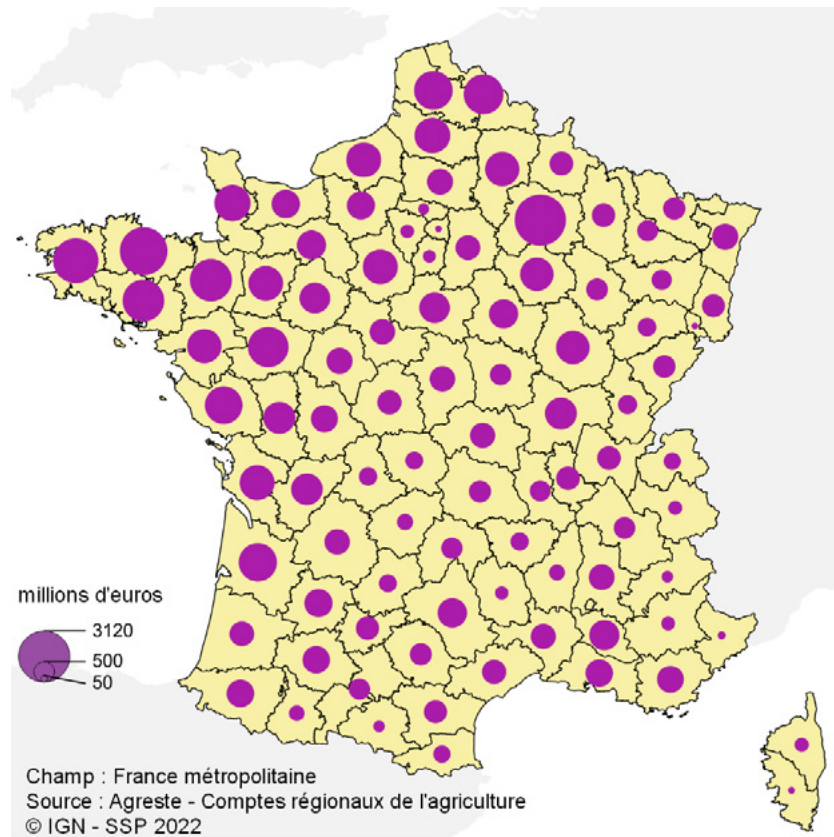 millions d'euros
3120
500
50
Champ : France métropolitaine
Source : Agreste - Comptes régionaux de l'agriculture
© IGN - SSP 2022